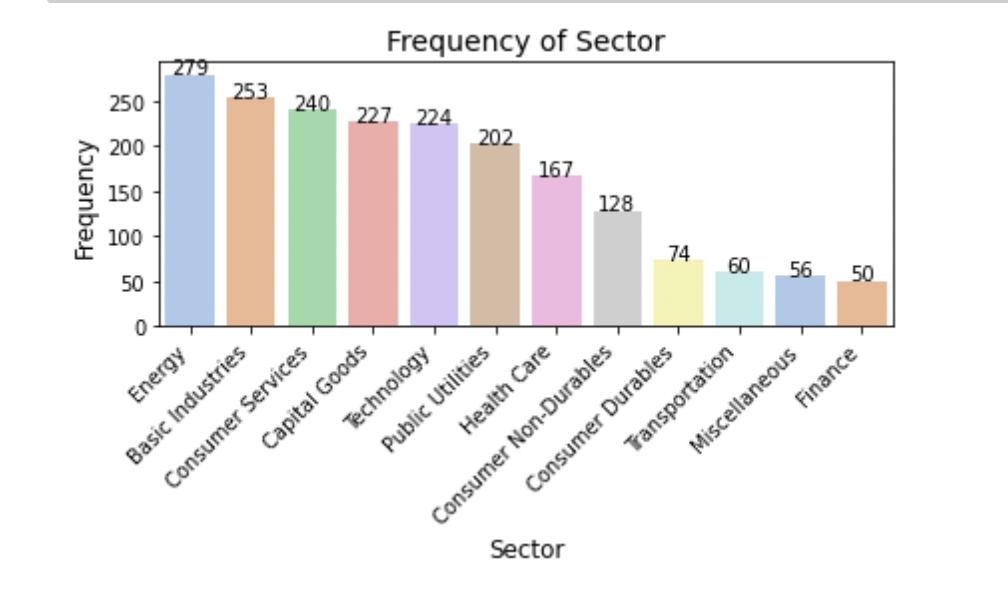 Frequency of Sector
Frequency
250
200
150
100
50
0
279
253
240
227
224
202
167
128
74
60
56
50
Energy
Basic Industries
Consumer Services
Capital Goods
Technology
Public Utilities
Health Care
Consumer Non-Durables
Consumer Durables
Transportation
Miscellaneous
Finance
Sector